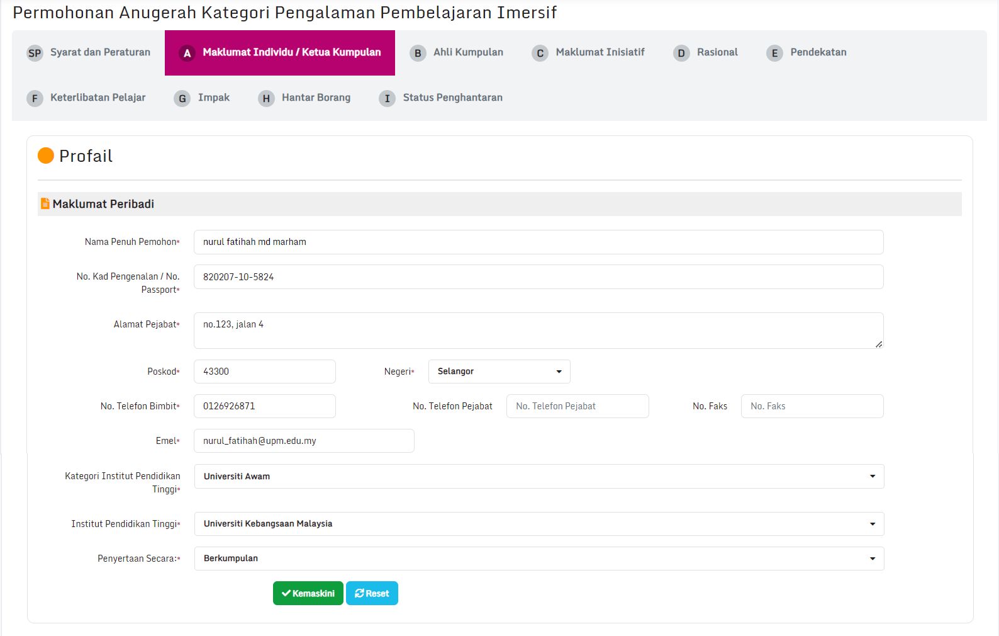 Permohonan Anugerah Kategori Pengalaman Pembelajaran Imersif
SP Syarat dan Peraturan A Maklumat Individu / Ketua Kumpulan B Ahli Kumpulan C Maklumat Inisiatif D Rasional E Pendekatan
F Keterlibatan Pelajar G Impak H Hantar Borang I Status Penghantaran
Profail
Maklumat Peribadi
Nama Penuh Pemohon* nurul fatihah md marham
No. Kad Pengenalan / No. 820207-10-5824
Passport*
Alamat Pejabat* no.123, jalan 4
Poskod* 43300 Negeri* Selangor
No. Telefon Bimbit* 0126926871 No. Telefon Pejabat No. Telefon Pejabat No. Faks No. Faks
Emel* nurul_fatihah@upm.edu.my
Kategori Institut Pendidikan Universiti Awam
Tinggi*
Institut Pendidikan Tinggi* Universiti Kebangsaan Malaysia
Penyertaan Secara:* Berkumpulan
Kemaskini Reset